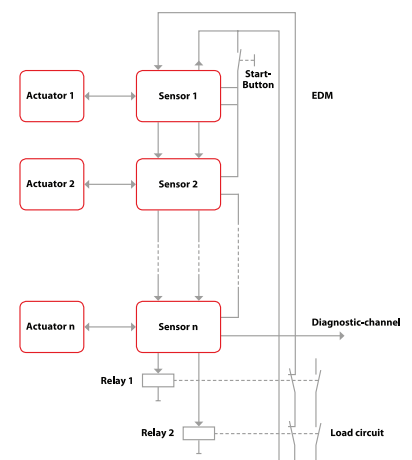 Actuator 1
Sensor 1
Start-
Button
EDM
Actuator 2
Sensor 2
Actuator n
Sensor n
Diagnostic-channel
Relay 1
Relay 2
Load circuit